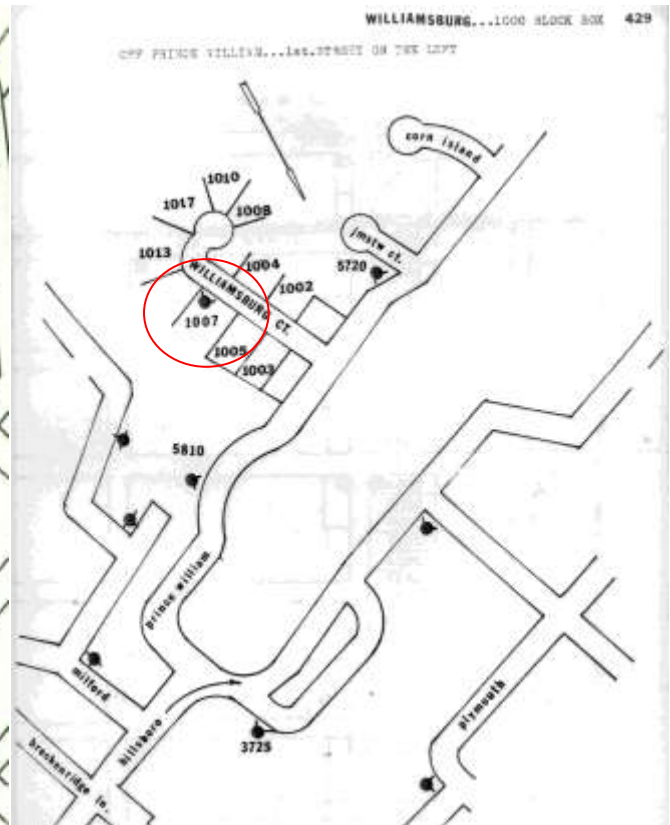 WILLIAMSBURG...1000 BLOCK BOX 429
OFF PRINCE WILLIAM...1st.STREET ON THE LEFT
corn island
1010
1017
1008
jmstw ct.
1013
1004
5720
WILLIAMSBURG CT.
1002
1007
1005
1003
5810
prince william
milford
plymouth
hillsboro
3725
breckenridge ln.